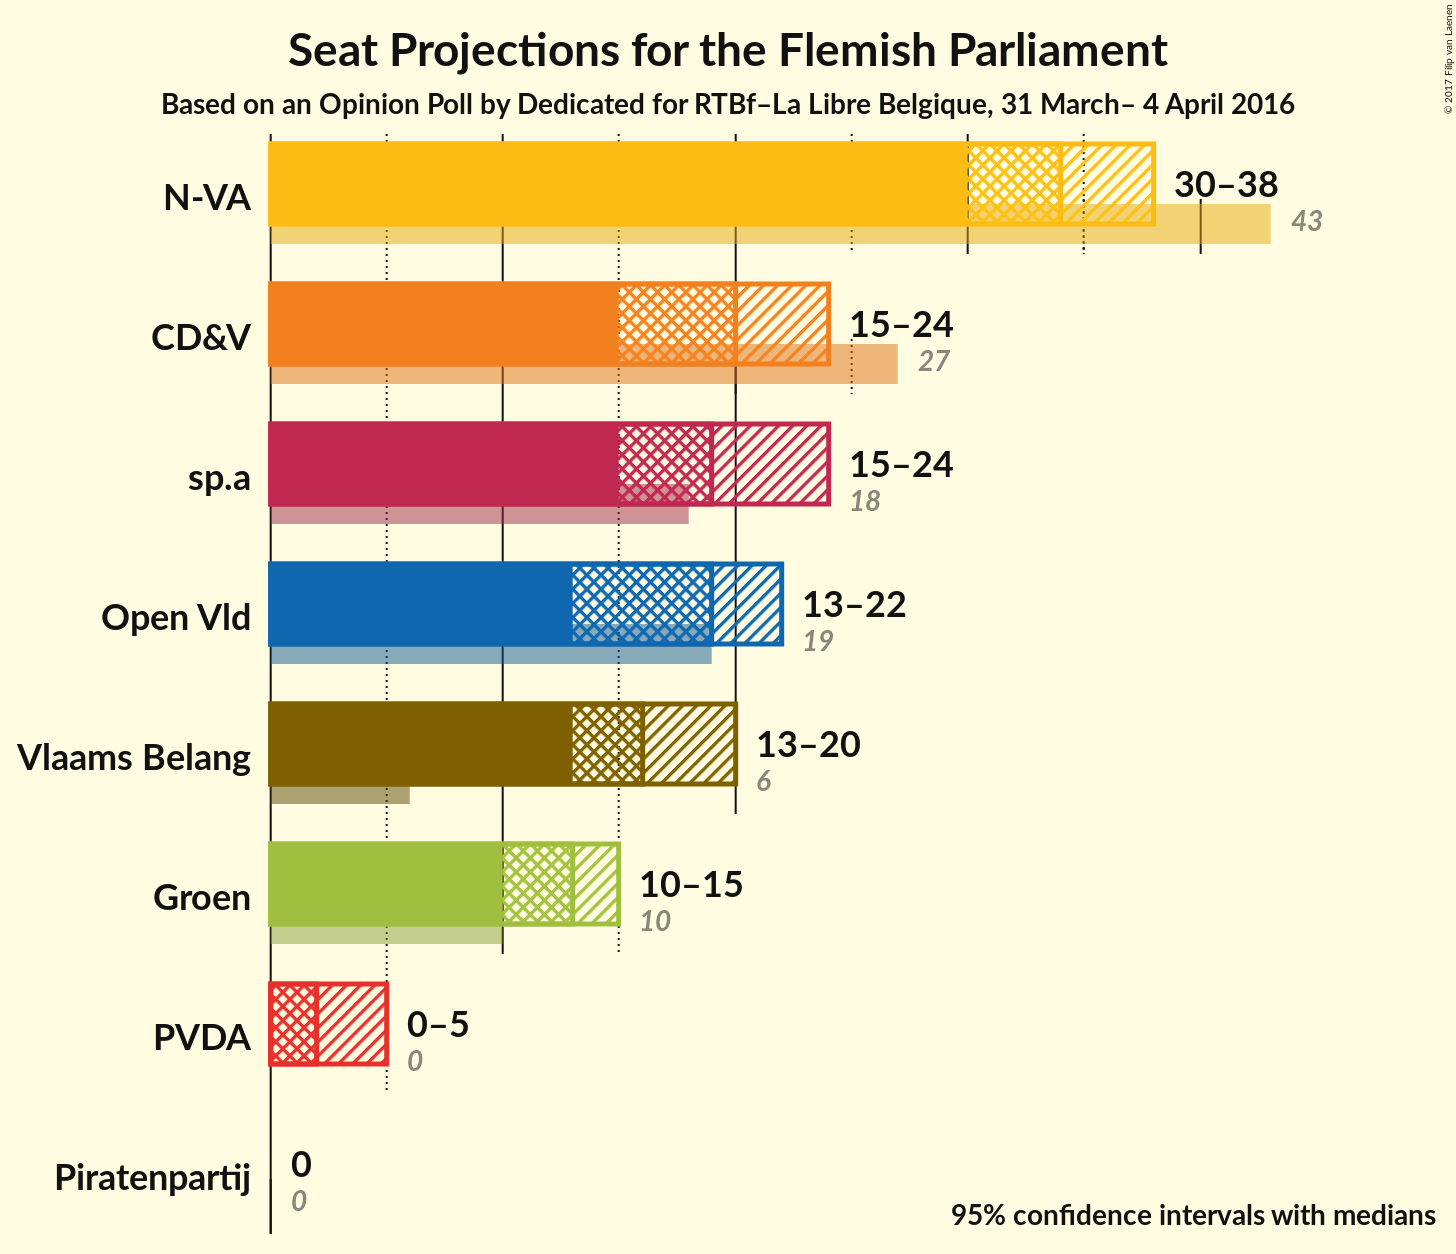 Seat Projections for the Flemish Parliament
Based on an Opinion Poll by Dedicated for RTBf–La Libre Belgique, 31 March– 4 April 2016
© 2017 Filip van Laenen
N-VA
30–38
43
CD&V
15–24
27
sp.a
15–24
18
Open Vld
13–22
19
Vlaams Belang
13–20
6
Groen
10–15
10
PVDA
0–5
0
Piratenpartij
0
0
95% confidence intervals with medians